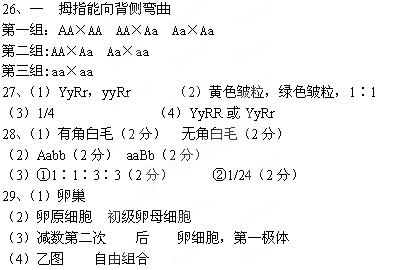 26、一　拇指能向背侧弯曲
第一组：AA×AA　AA×Aa　Aa×Aa
第二组:AA×Aa　Aa×aa
第三组:aa×aa
27、（1）YyRr，yyRr　（2）黄色皱粒，绿色皱粒，1∶1
（3）1/4　（4）YyRR 或 YyRr
28、（1）有角白毛（2 分）　无角白毛（2 分）
（2）Aabb（2 分）　aaBb（2 分）
（3）①1∶1∶3∶3（2 分）　②1/24（2 分）
29、（1）卵巢
（2）卵原细胞　初级卵母细胞
（3）减数第二次　后　卵细胞，第一极体
（4）乙图　自由组合